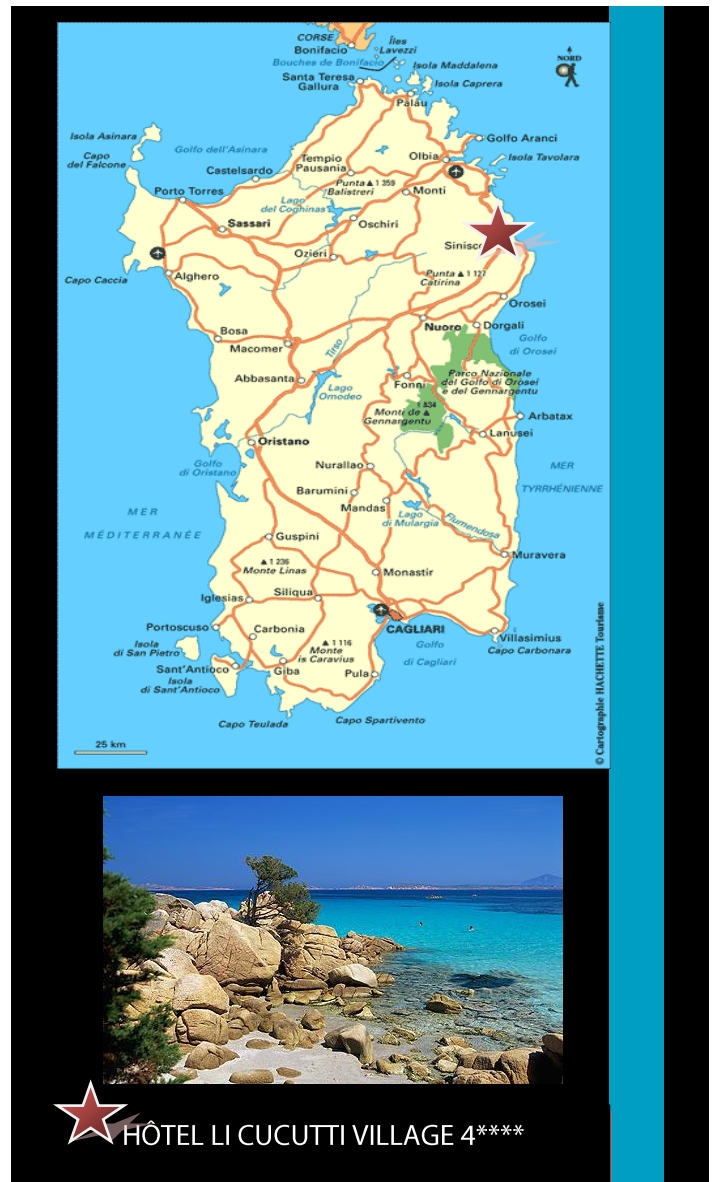 CORSE
Bonifacio
Îles
Lavezzi
Bouches de Bonifacio
Isola Maddalena
Santa Teresa
Gallura
Isola Caprera
Palau
NORD
Isola Asinara
Golfo dell'Asinara
Golfo Aranci
Capo
del Falcone
Castelsardo
Tempio
Pausania
Olbia
Isola Tavolara
Porto Torres
Punta ▲ 1 359
Balistreri
Monti
Lago
del Coghinas
Sassari
Oschiri
Ozieri
Sinisc
Capo Caccia
Alghero
Punta ▲ 1 127
Catirina
Orosei
Bosa
Nuoro
Dorgali
Macomer
Tirso
Golfo
di Orosei
Abbasanta
Lago
Omodeo
Fonni
Parco Nazionale
del Golfo di Orosei
e del Gennargentu
1 834
Monti de ▲
Gennargentu
Arbatax
Lanusei
Oristano
Golfo
di Oristano
Nurallao
MER
TYRRHÉNIENNE
Barumini
Mandas
Lago
di Mulargia
Flumendosa
MER
MÉDITERRANÉE
Guspini
Muravera
▲ 1 236
Monte Linas
Monastir
Iglesias
Siliqua
Portoscuso
Carbonia
CAGLIARI
Villasimius
Isola
di San Pietro
▲ 1 116
Monte
is Caravius
Golfo
di Cagliari
Capo Carbonara
Sant'Antioco
Giba
Pula
Isola
di Sant'Antioco
Capo Teulada
Capo Spartivento
25 km
© Cartographie HACHETTE Tourisme
HÔTEL LI CUCUTTI VILLAGE 4****